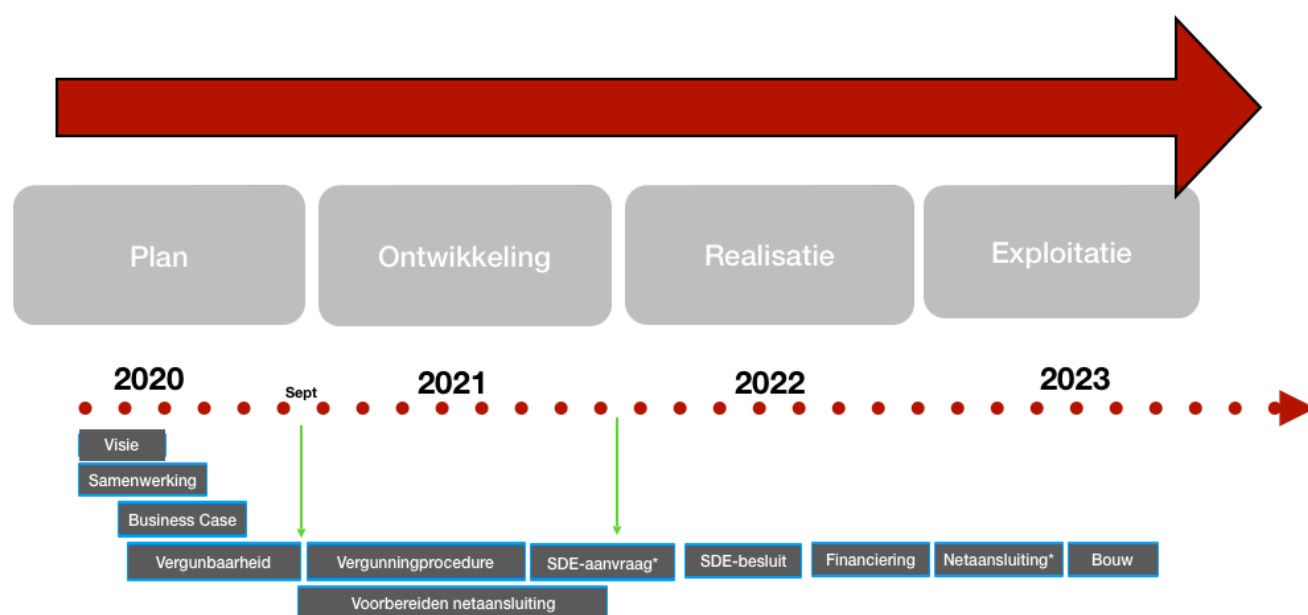 Plan
Ontwikkeling
Realisatie
Exploitatie
2020
Sept
2021
2022
2023
Visie
Samenwerking
Business Case
Vergunbaarheid
Vergunningprocedure
SDE-aanvraag*
SDE-besluit
Financiering
Netaansluiting*
Bouw
Voorbereiden netaansluiting